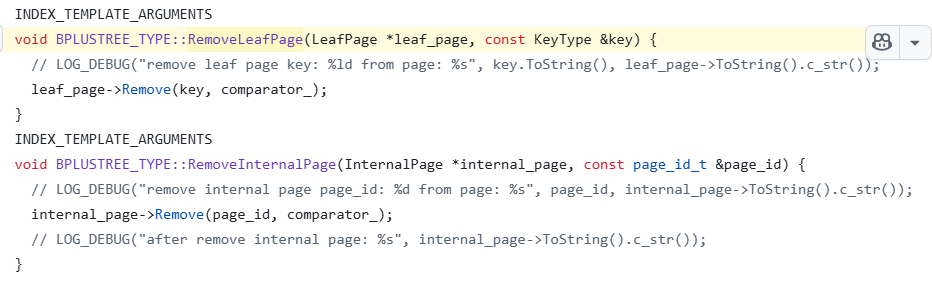 INDEX_TEMPLATE_ARGUMENTS
void BPLUSTREE_TYPE::RemoveLeafPage(LeafPage *leaf_page, const KeyType &key) {
  // LOG_DEBUG("remove leaf page key: %ld from page: %s", key.ToString(), leaf_page->ToString().c_str());
  leaf_page->Remove(key, comparator_);
}
INDEX_TEMPLATE_ARGUMENTS
void BPLUSTREE_TYPE::RemoveInternalPage(InternalPage *internal_page, const page_id_t &page_id) {
  // LOG_DEBUG("remove internal page page_id: %d from page: %s", page_id, internal_page->ToString().c_str());
  internal_page->Remove(page_id, comparator_);
  // LOG_DEBUG("after remove internal page: %s", internal_page->ToString().c_str());
}